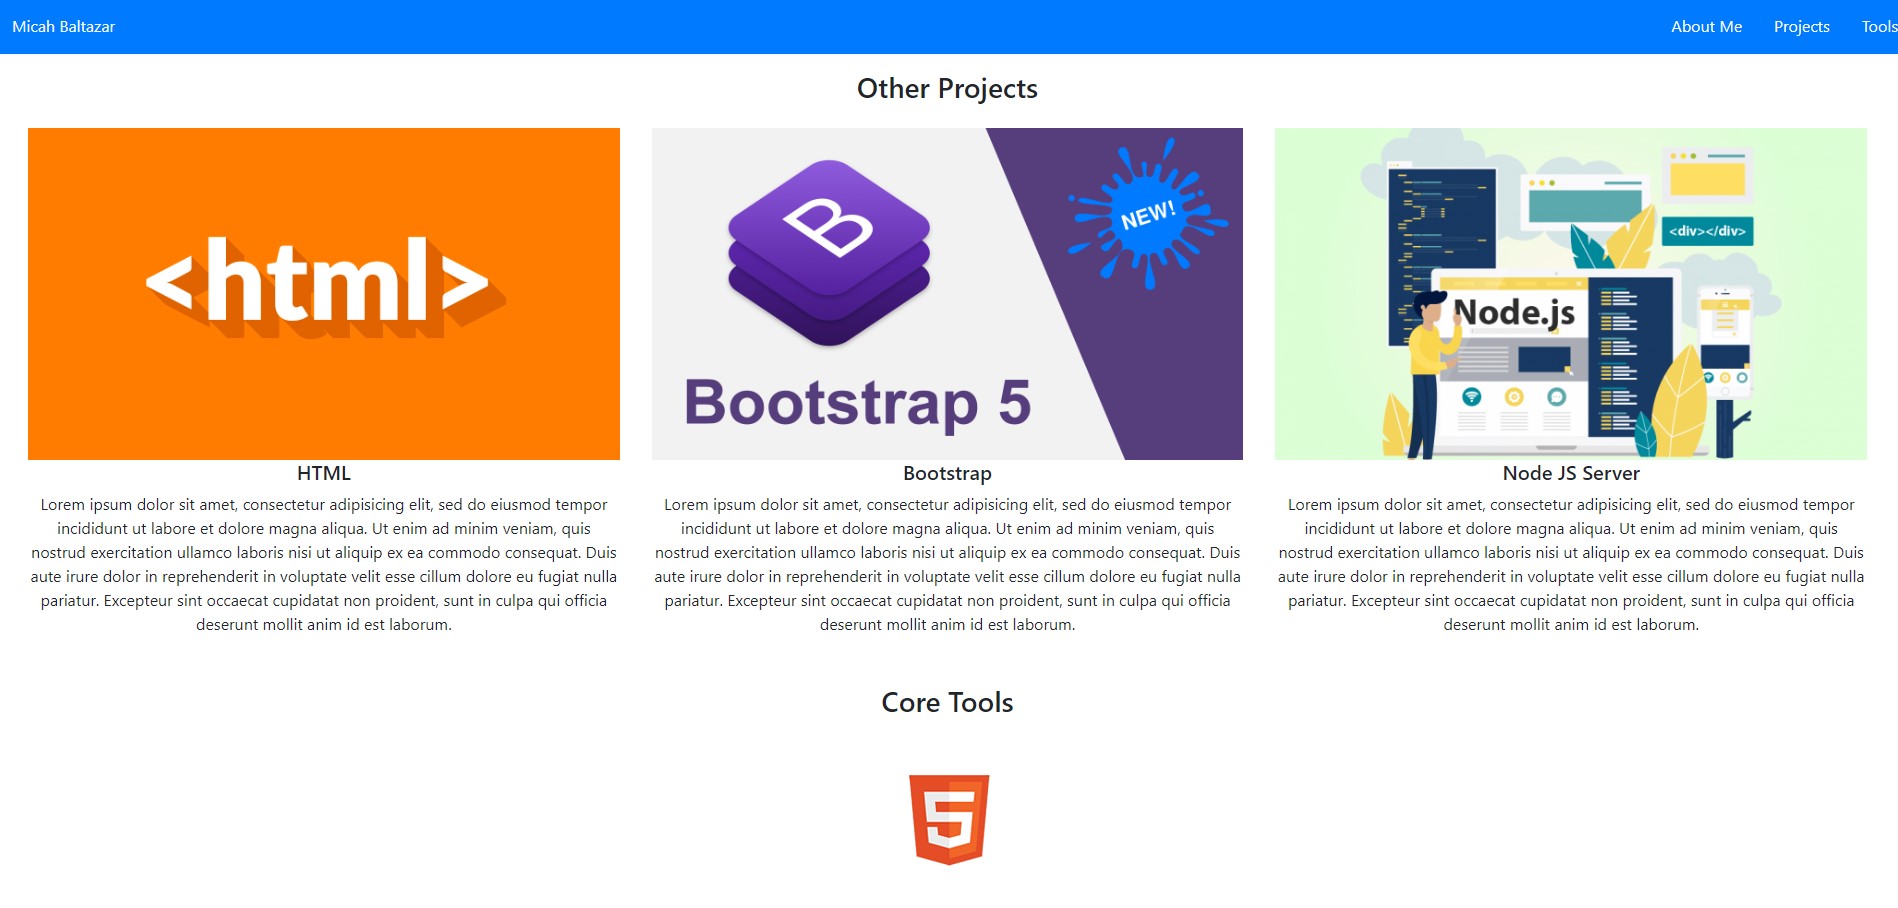 Micah Baltazar
About Me
Projects
Tools
Other Projects
<html>
NEW!
Bootstrap 5
<div></div>
Node.js
HTML
Lorem ipsum dolor sit amet, consectetur adipisicing elit, sed do eiusmod tempor
incididunt ut labore et dolore magna aliqua. Ut enim ad minim veniam, quis
nostrud exercitation ullamco laboris nisi ut aliquip ex ea commodo consequat. Duis
aute irure dolor in reprehenderit in voluptate velit esse cillum dolore eu fugiat nulla
pariatur. Excepteur sint occaecat cupidatat non proident, sunt in culpa qui officia
deserunt mollit anim id est laborum.
Bootstrap
Lorem ipsum dolor sit amet, consectetur adipisicing elit, sed do eiusmod tempor
incididunt ut labore et dolore magna aliqua. Ut enim ad minim veniam, quis
nostrud exercitation ullamco laboris nisi ut aliquip ex ea commodo consequat. Duis
aute irure dolor in reprehenderit in voluptate velit esse cillum dolore eu fugiat nulla
pariatur. Excepteur sint occaecat cupidatat non proident, sunt in culpa qui officia
deserunt mollit anim id est laborum.
Node JS Server
Lorem ipsum dolor sit amet, consectetur adipisicing elit, sed do eiusmod tempor
incididunt ut labore et dolore magna aliqua. Ut enim ad minim veniam, quis
nostrud exercitation ullamco laboris nisi ut aliquip ex ea commodo consequat. Duis
aute irure dolor in reprehenderit in voluptate velit esse cillum dolore eu fugiat nulla
pariatur. Excepteur sint occaecat cupidatat non proident, sunt in culpa qui officia
deserunt mollit anim id est laborum.
Core Tools
5